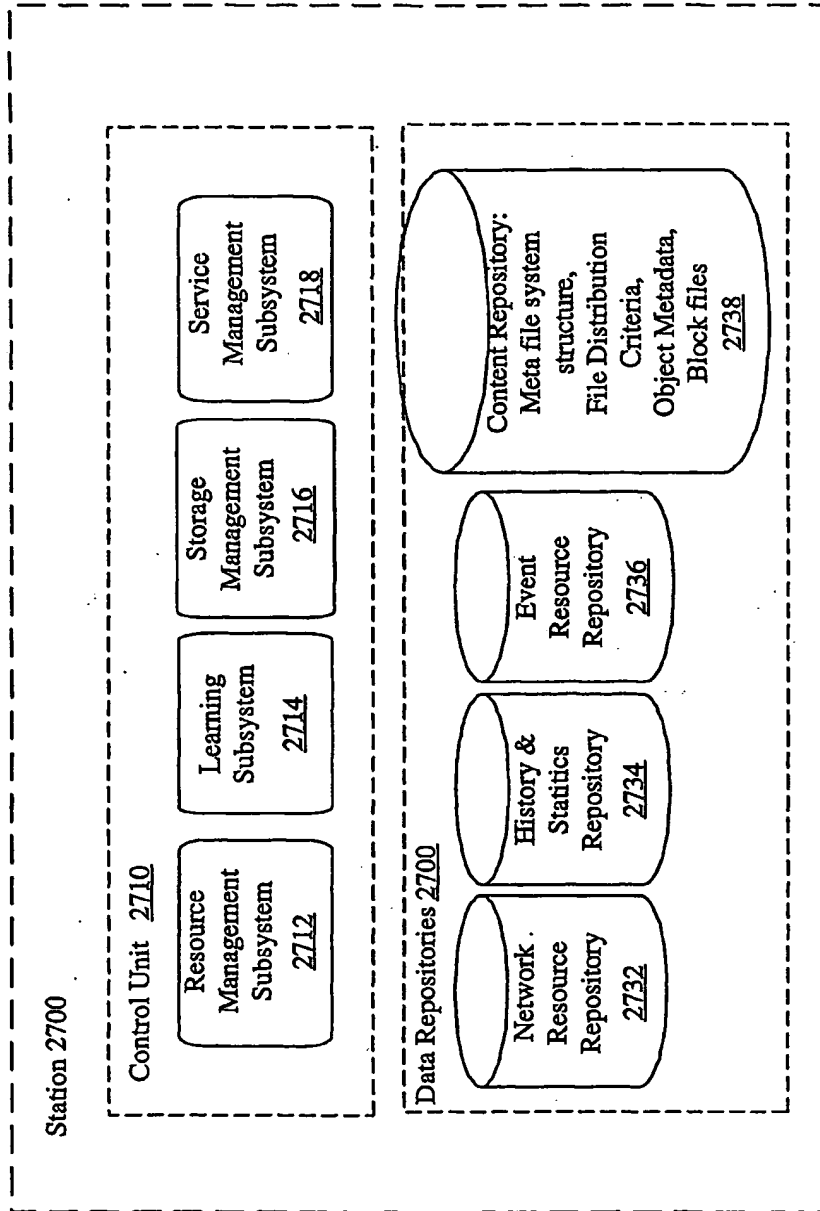 Station 2700
Control Unit 2710
Resource
Management
Subsystem
2712
Learning
Subsystem
2714
Storage
Management
Subsystem
2716
Service
Management
Subsystem
2718
Data Repositories 2700
Network
Resource
Repository
2732
History &
Statitics
Repository
2734
Event
Resource
Repository
2736
Content Repository:
Meta file system
structure,
File Distribution
Criteria,
Object Metadata,
Block files
2738